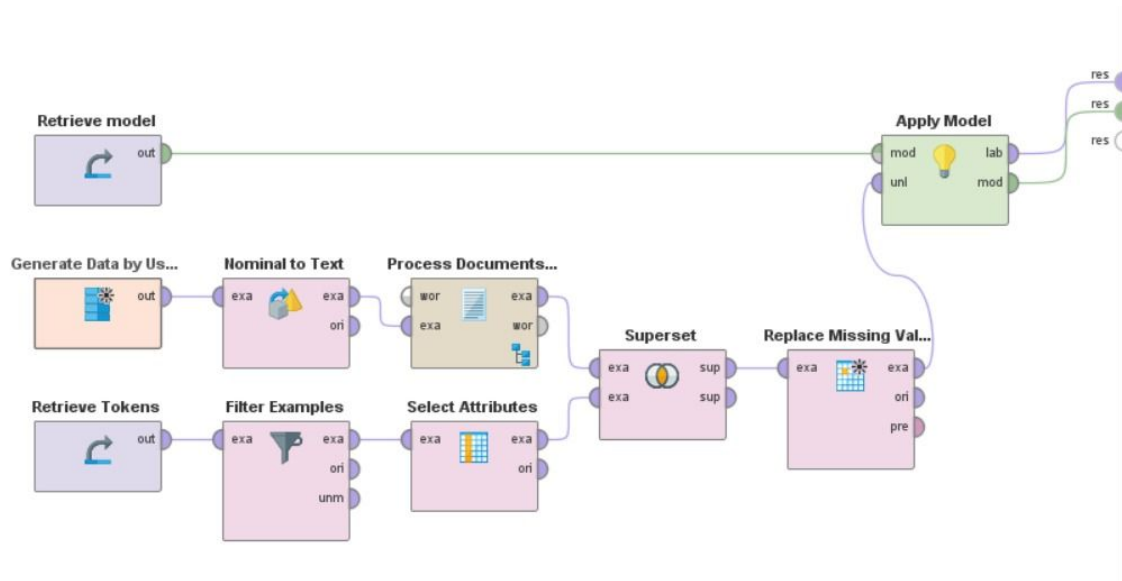 res
res
res
Retrieve model
out
Apply Model
mod
lab
unl
mod
Generate Data by Us...
out
Nominal to Text
exa
exa
ori
Process Documents...
wor
exa
exa
wor
Superset
exa
sup
exa
sup
Replace Missing Val...
exa
exa
ori
pre
Retrieve Tokens
out
Filter Examples
exa
exa
ori
unm
Select Attributes
exa
exa
ori